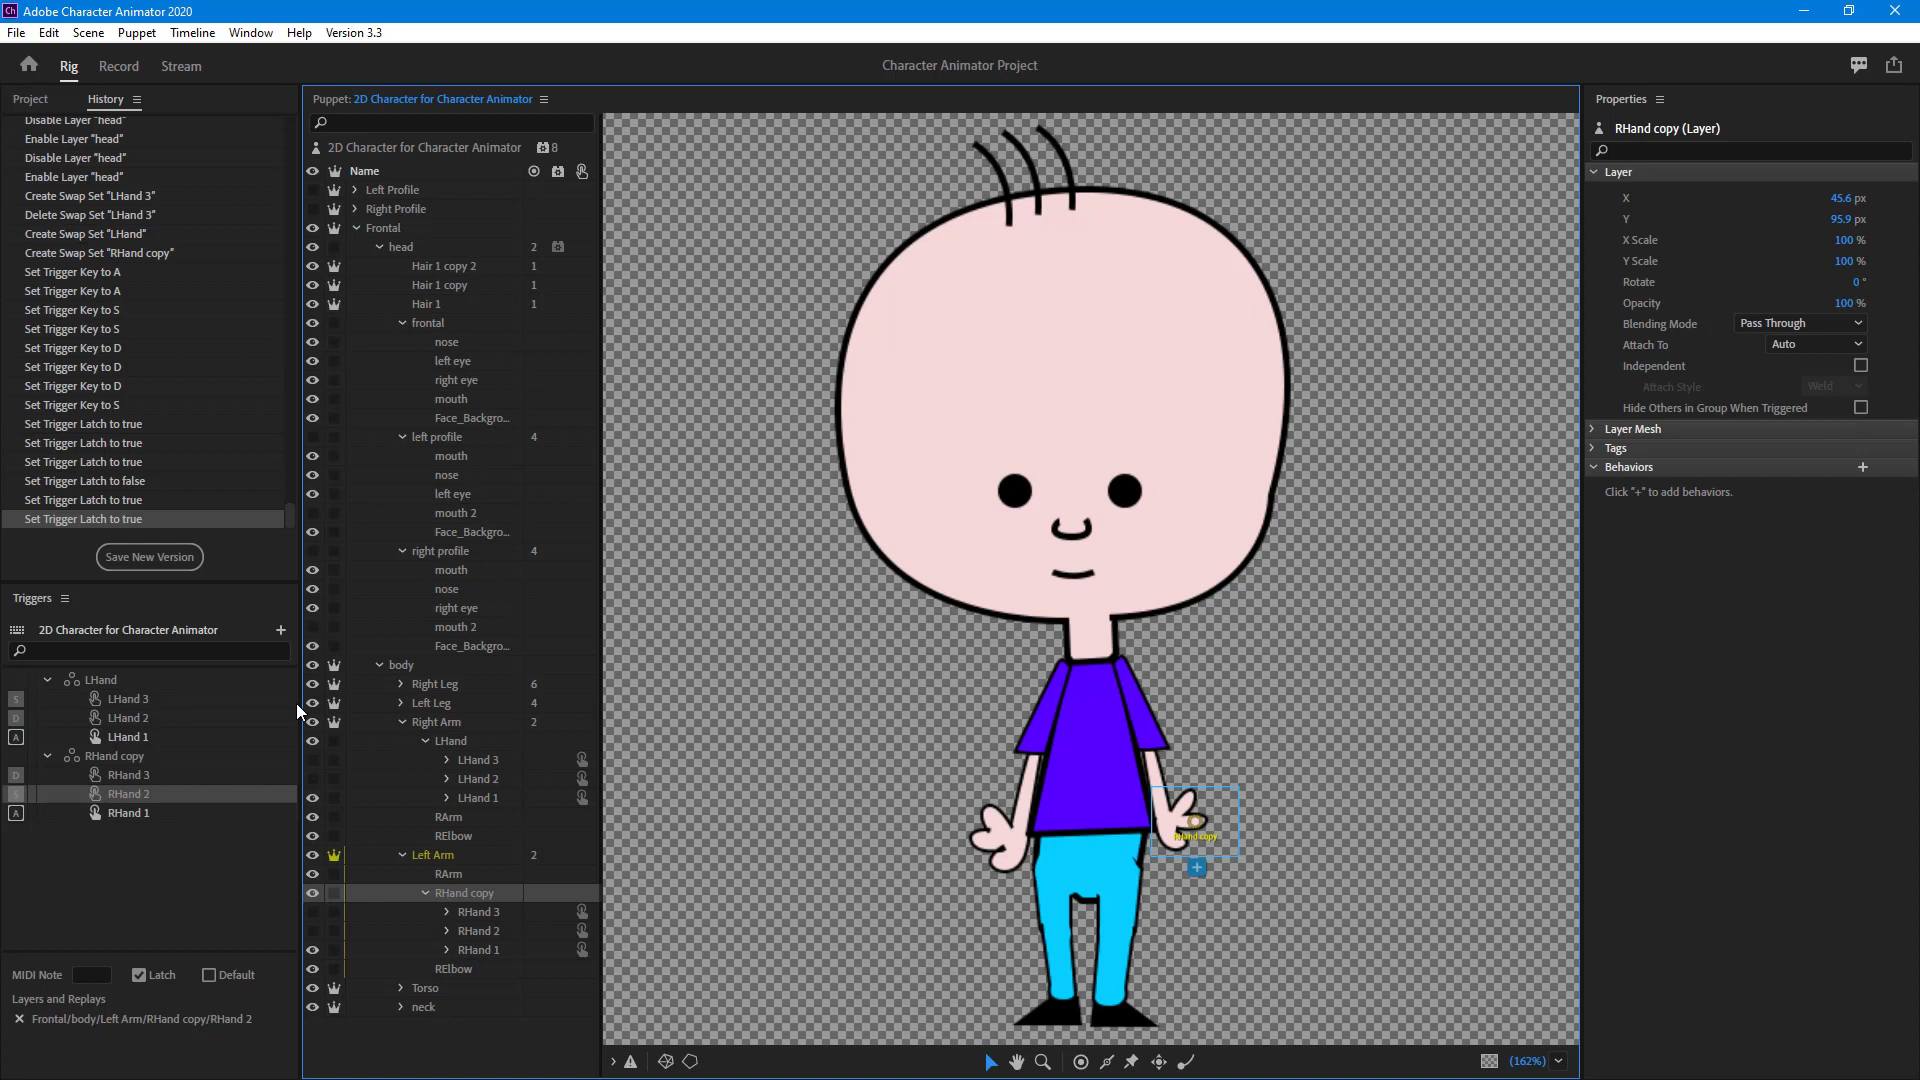 Ch Adobe Character Animator 2020
File Edit Scene Puppet Timeline Window Help Version 3.3
Rig Record Stream
Character Animator Project
Project History
Disable Layer "head"
Enable Layer "head"
Disable Layer "head"
Enable Layer "head"
Create Swap Set "LHand 3"
Delete Swap Set "LHand 3"
Create Swap Set "LHand"
Create Swap Set "RHand copy"
Set Trigger Key to A
Set Trigger Key to A
Set Trigger Key to S
Set Trigger Key to S
Set Trigger Key to D
Set Trigger Key to D
Set Trigger Key to D
Set Trigger Key to S
Set Trigger Latch to true
Set Trigger Latch to true
Set Trigger Latch to true
Set Trigger Latch to false
Set Trigger Latch to true
Set Trigger Latch to true
Save New Version
Triggers
2D Character for Character Animator
LHand
S LHand 3
D LHand 2
A LHand 1
RHand copy
D RHand 3
S RHand 2
A RHand 1
MIDI Note Latch Default
Layers and Replays
Frontal/body/Left Arm/RHand copy/RHand 2
Puppet: 2D Character for Character Animator
2D Character for Character Animator 8
Name
Left Profile
Right Profile
Frontal
head 2
Hair 1 copy 2 1
Hair 1 copy 1
Hair 1 1
frontal
nose
left eye
right eye
mouth
Face_Backgro...
left profile 4
mouth
nose
left eye
mouth 2
Face_Backgro...
right profile 4
mouth
nose
right eye
mouth 2
Face_Backgro...
body
Right Leg 6
Left Leg 4
Right Arm 2
LHand
LHand 3
LHand 2
LHand 1
RArm
RElbow
Left Arm 2
RArm
RHand copy
RHand 3
RHand 2
RHand 1
RElbow
Torso
neck
RHand copy
(162%)
Properties
RHand copy (Layer)
Layer
X 45.6 px
Y 95.9 px
X Scale 100 %
Y Scale 100 %
Rotate 0 °
Opacity 100 %
Blending Mode Pass Through
Attach To Auto
Independent
Attach Style Weld
Hide Others in Group When Triggered
Layer Mesh
Tags
Behaviors
Click "+" to add behaviors.